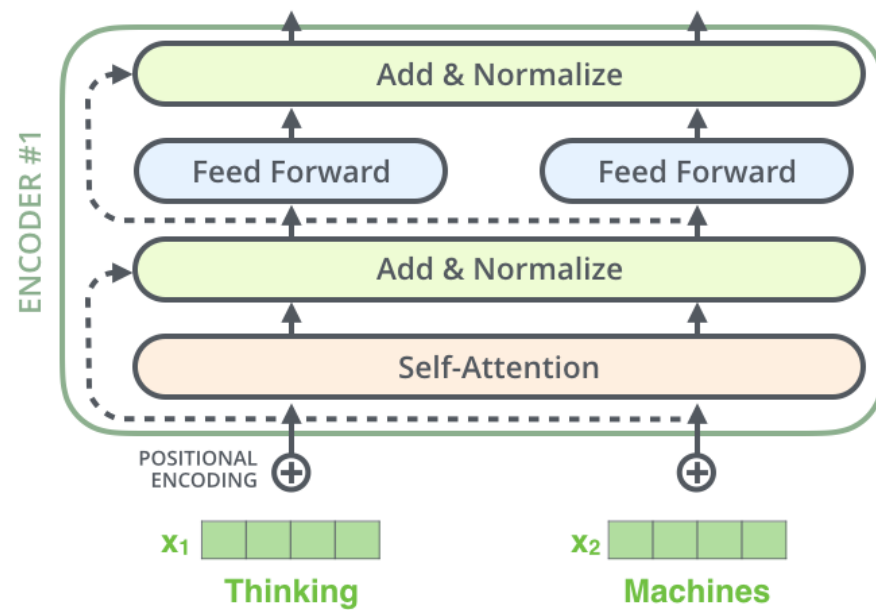 ENCODER #1
Add & Normalize
Feed Forward
Feed Forward
Add & Normalize
Self-Attention
POSITIONAL
ENCODING
x₁
x₂
Thinking
Machines